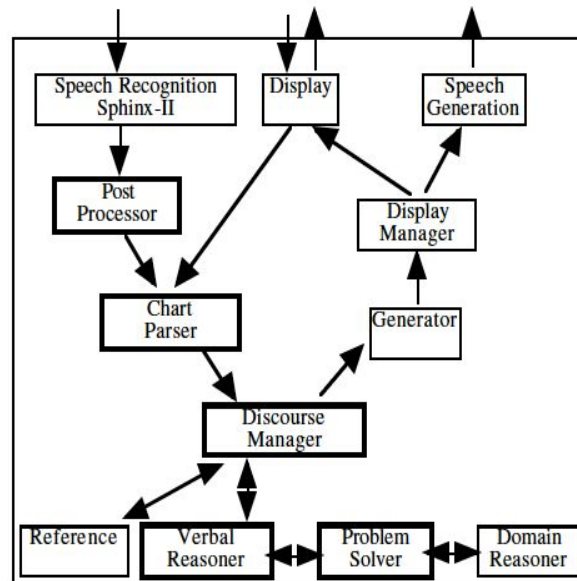 Speech Recognition
Sphinx-II
Display
Speech
Generation
Post
Processor
Display
Manager
Chart
Parser
Generator
Discourse
Manager
Reference
Verbal
Reasoner
Problem
Solver
Domain
Reasoner